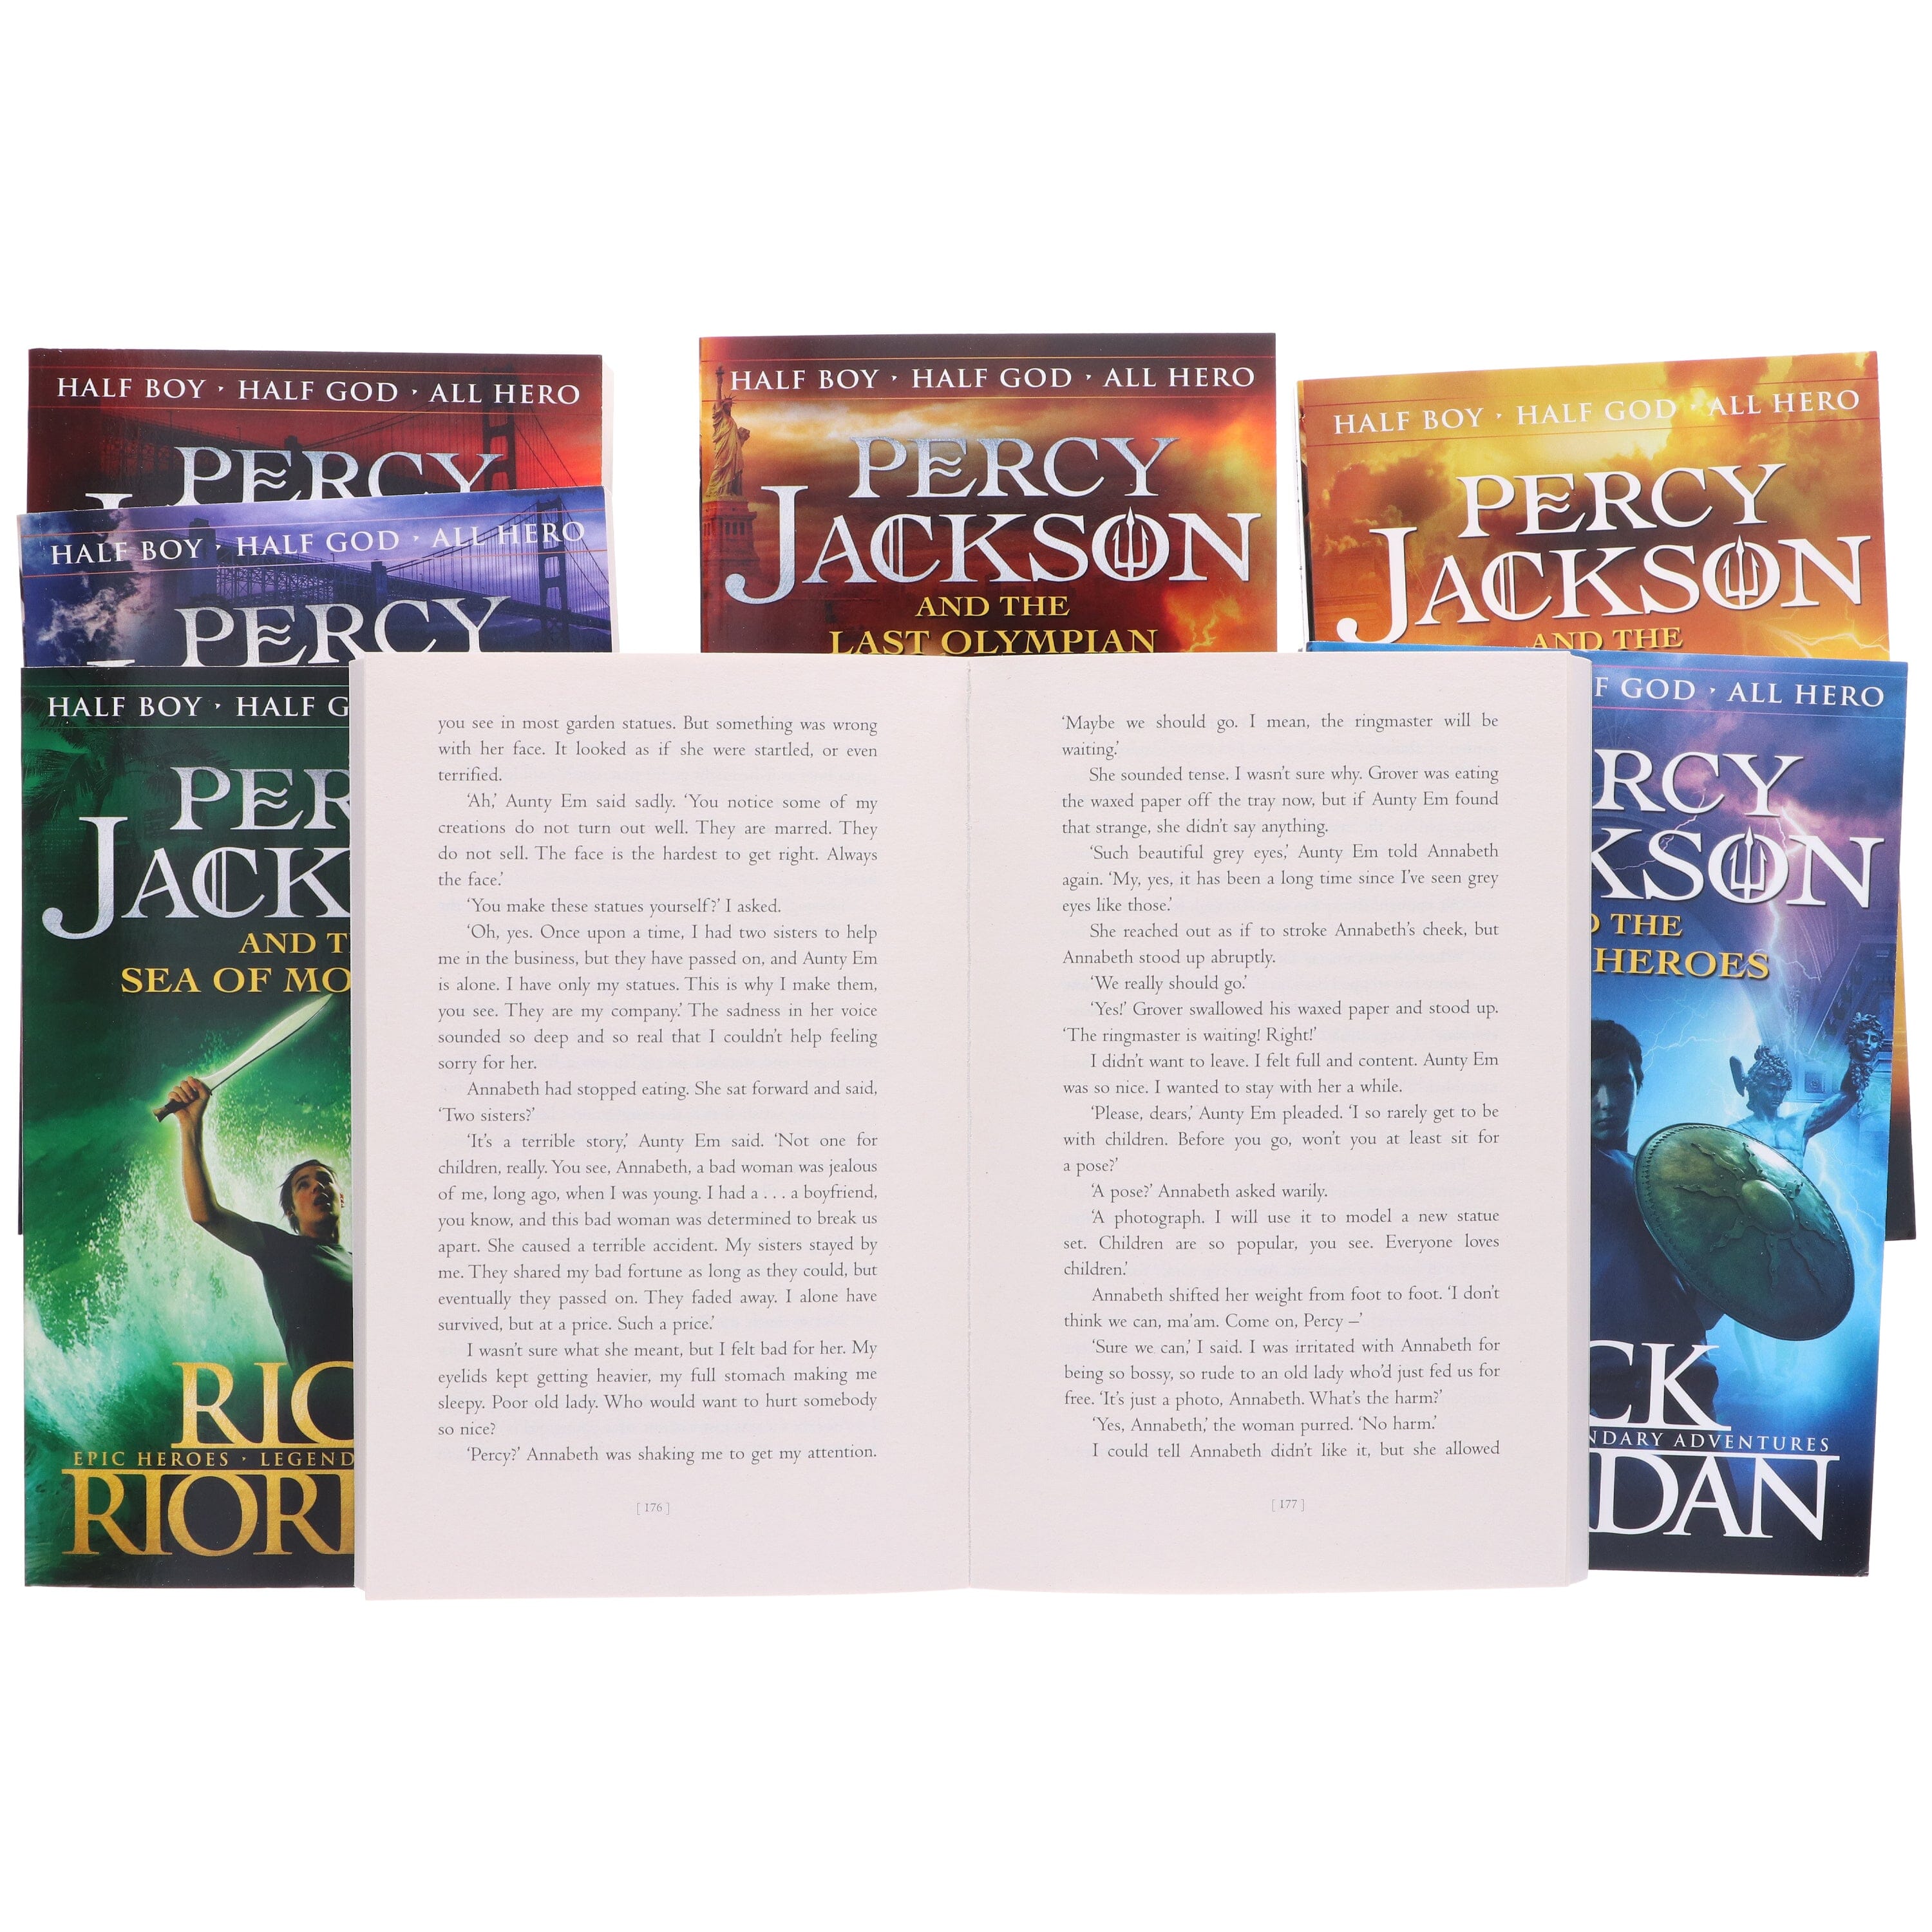 HALF BOY · HALF GOD · ALL HERO
PERCY
HALF BOY · HALF GOD · ALL HERO
PERCY
HALF BOY · HALF GOD · ALL HERO
PERCY
JACKSON
AND THE
LAST OLYMPIAN
HALF BOY · HALF GOD · ALL HERO
PERCY
JACKSON
AND THE
HALF BOY · HALF G
PER
JACK
AND T
SEA OF MO
RIC
EPIC HEROES · LEGEND
RIOR
you see in most garden statues. But something was wrong
with her face. It looked as if she were startled, or even
terrified.
‘Ah,’ Aunty Em said sadly. ‘You notice some of my
creations do not turn out well. They are marred. They
do not sell. The face is the hardest to get right. Always
the face.’
‘You make these statues yourself?’ I asked.
‘Oh, yes. Once upon a time, I had two sisters to help
me in the business, but they have passed on, and Aunty Em
is alone. I have only my statues. This is why I make them,
you see. They are my company.’ The sadness in her voice
sounded so deep and so real that I couldn’t help feeling
sorry for her.
Annabeth had stopped eating. She sat forward and said,
‘Two sisters?’
‘It’s a terrible story,’ Aunty Em said. ‘Not one for
children, really. You see, Annabeth, a bad woman was jealous
of me, long ago, when I was young. I had a . . . a boyfriend,
you know, and this bad woman was determined to break us
apart. She caused a terrible accident. My sisters stayed by
me. They shared my bad fortune as long as they could, but
eventually they passed on. They faded away. I alone have
survived, but at a price. Such a price.’
I wasn’t sure what she meant, but I felt bad for her. My
eyelids kept getting heavier, my full stomach making me
sleepy. Poor old lady. Who would want to hurt somebody
so nice?
‘Percy?’ Annabeth was shaking me to get my attention.
[ 176 ]
‘Maybe we should go. I mean, the ringmaster will be
waiting.’
She sounded tense. I wasn’t sure why. Grover was eating
the waxed paper off the tray now, but if Aunty Em found
that strange, she didn’t say anything.
‘Such beautiful grey eyes,’ Aunty Em told Annabeth
again. ‘My, yes, it has been a long time since I’ve seen grey
eyes like those.’
She reached out as if to stroke Annabeth’s cheek, but
Annabeth stood up abruptly.
‘We really should go.’
‘Yes!’ Grover swallowed his waxed paper and stood up.
‘The ringmaster is waiting! Right!’
I didn’t want to leave. I felt full and content. Aunty Em
was so nice. I wanted to stay with her a while.
‘Please, dears,’ Aunty Em pleaded. ‘I so rarely get to be
with children. Before you go, won’t you at least sit for
a pose?’
‘A pose?’ Annabeth asked warily.
‘A photograph. I will use it to model a new statue
set. Children are so popular, you see. Everyone loves
children.’
Annabeth shifted her weight from foot to foot. ‘I don’t
think we can, ma’am. Come on, Percy –’
‘Sure we can,’ I said. I was irritated with Annabeth for
being so bossy, so rude to an old lady who’d just fed us for
free. ‘It’s just a photo, Annabeth. What’s the harm?’
‘Yes, Annabeth,’ the woman purred. ‘No harm.’
I could tell Annabeth didn’t like it, but she allowed
[ 177 ]
F GOD · ALL HERO
RCY
KSON
THE
HEROES
CK
NDARY ADVENTURES
DAN